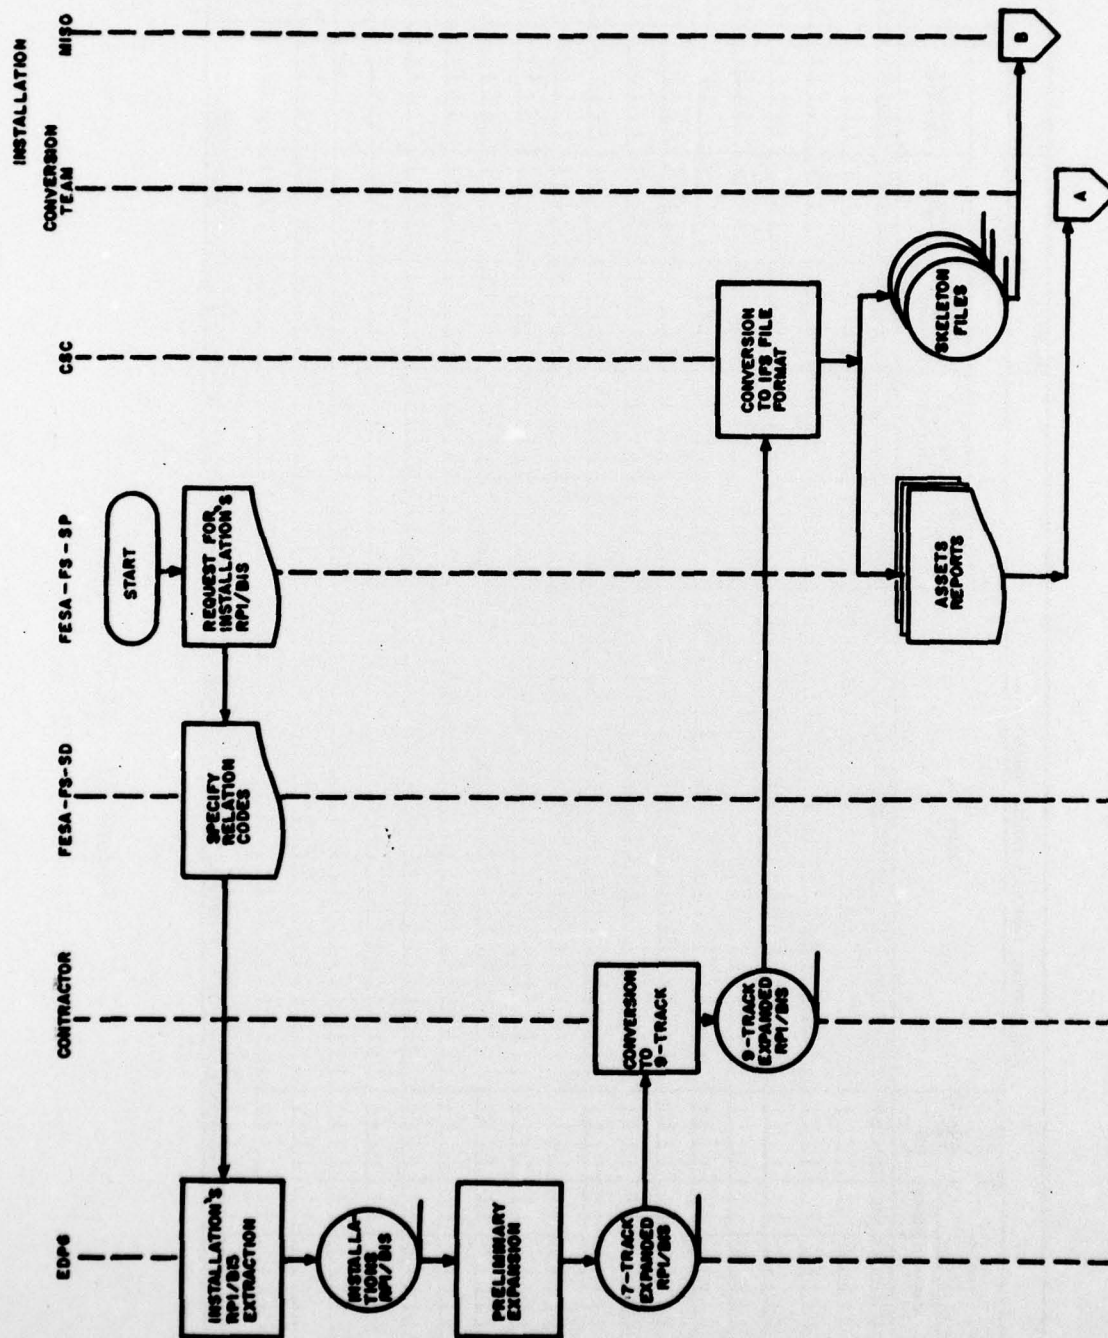 INSTALLATION
EDPS
CONTRACTOR
FESA-FS-SD
FESA-FS-SP
CSC
CONVERSION
TEAM
MISO
START
REQUEST FOR
INSTALLATION'S
RPI/BIS
SPECIFY
RELATION
CODES
INSTALLATION'S
RPI/BIS
EXTRACTION
INSTALLA-
TIONS
RPI/BIS
PRELIMINARY
EXPANSION
7-TRACK
EXPANDED
RPI/BIS
CONVERSION
TO
9-TRACK
9-TRACK
EXPANDED
RPI/BIS
CONVERSION
TO IFS FILE
FORMAT
ASSETS
REPORTS
SKELETON
FILES
A
B